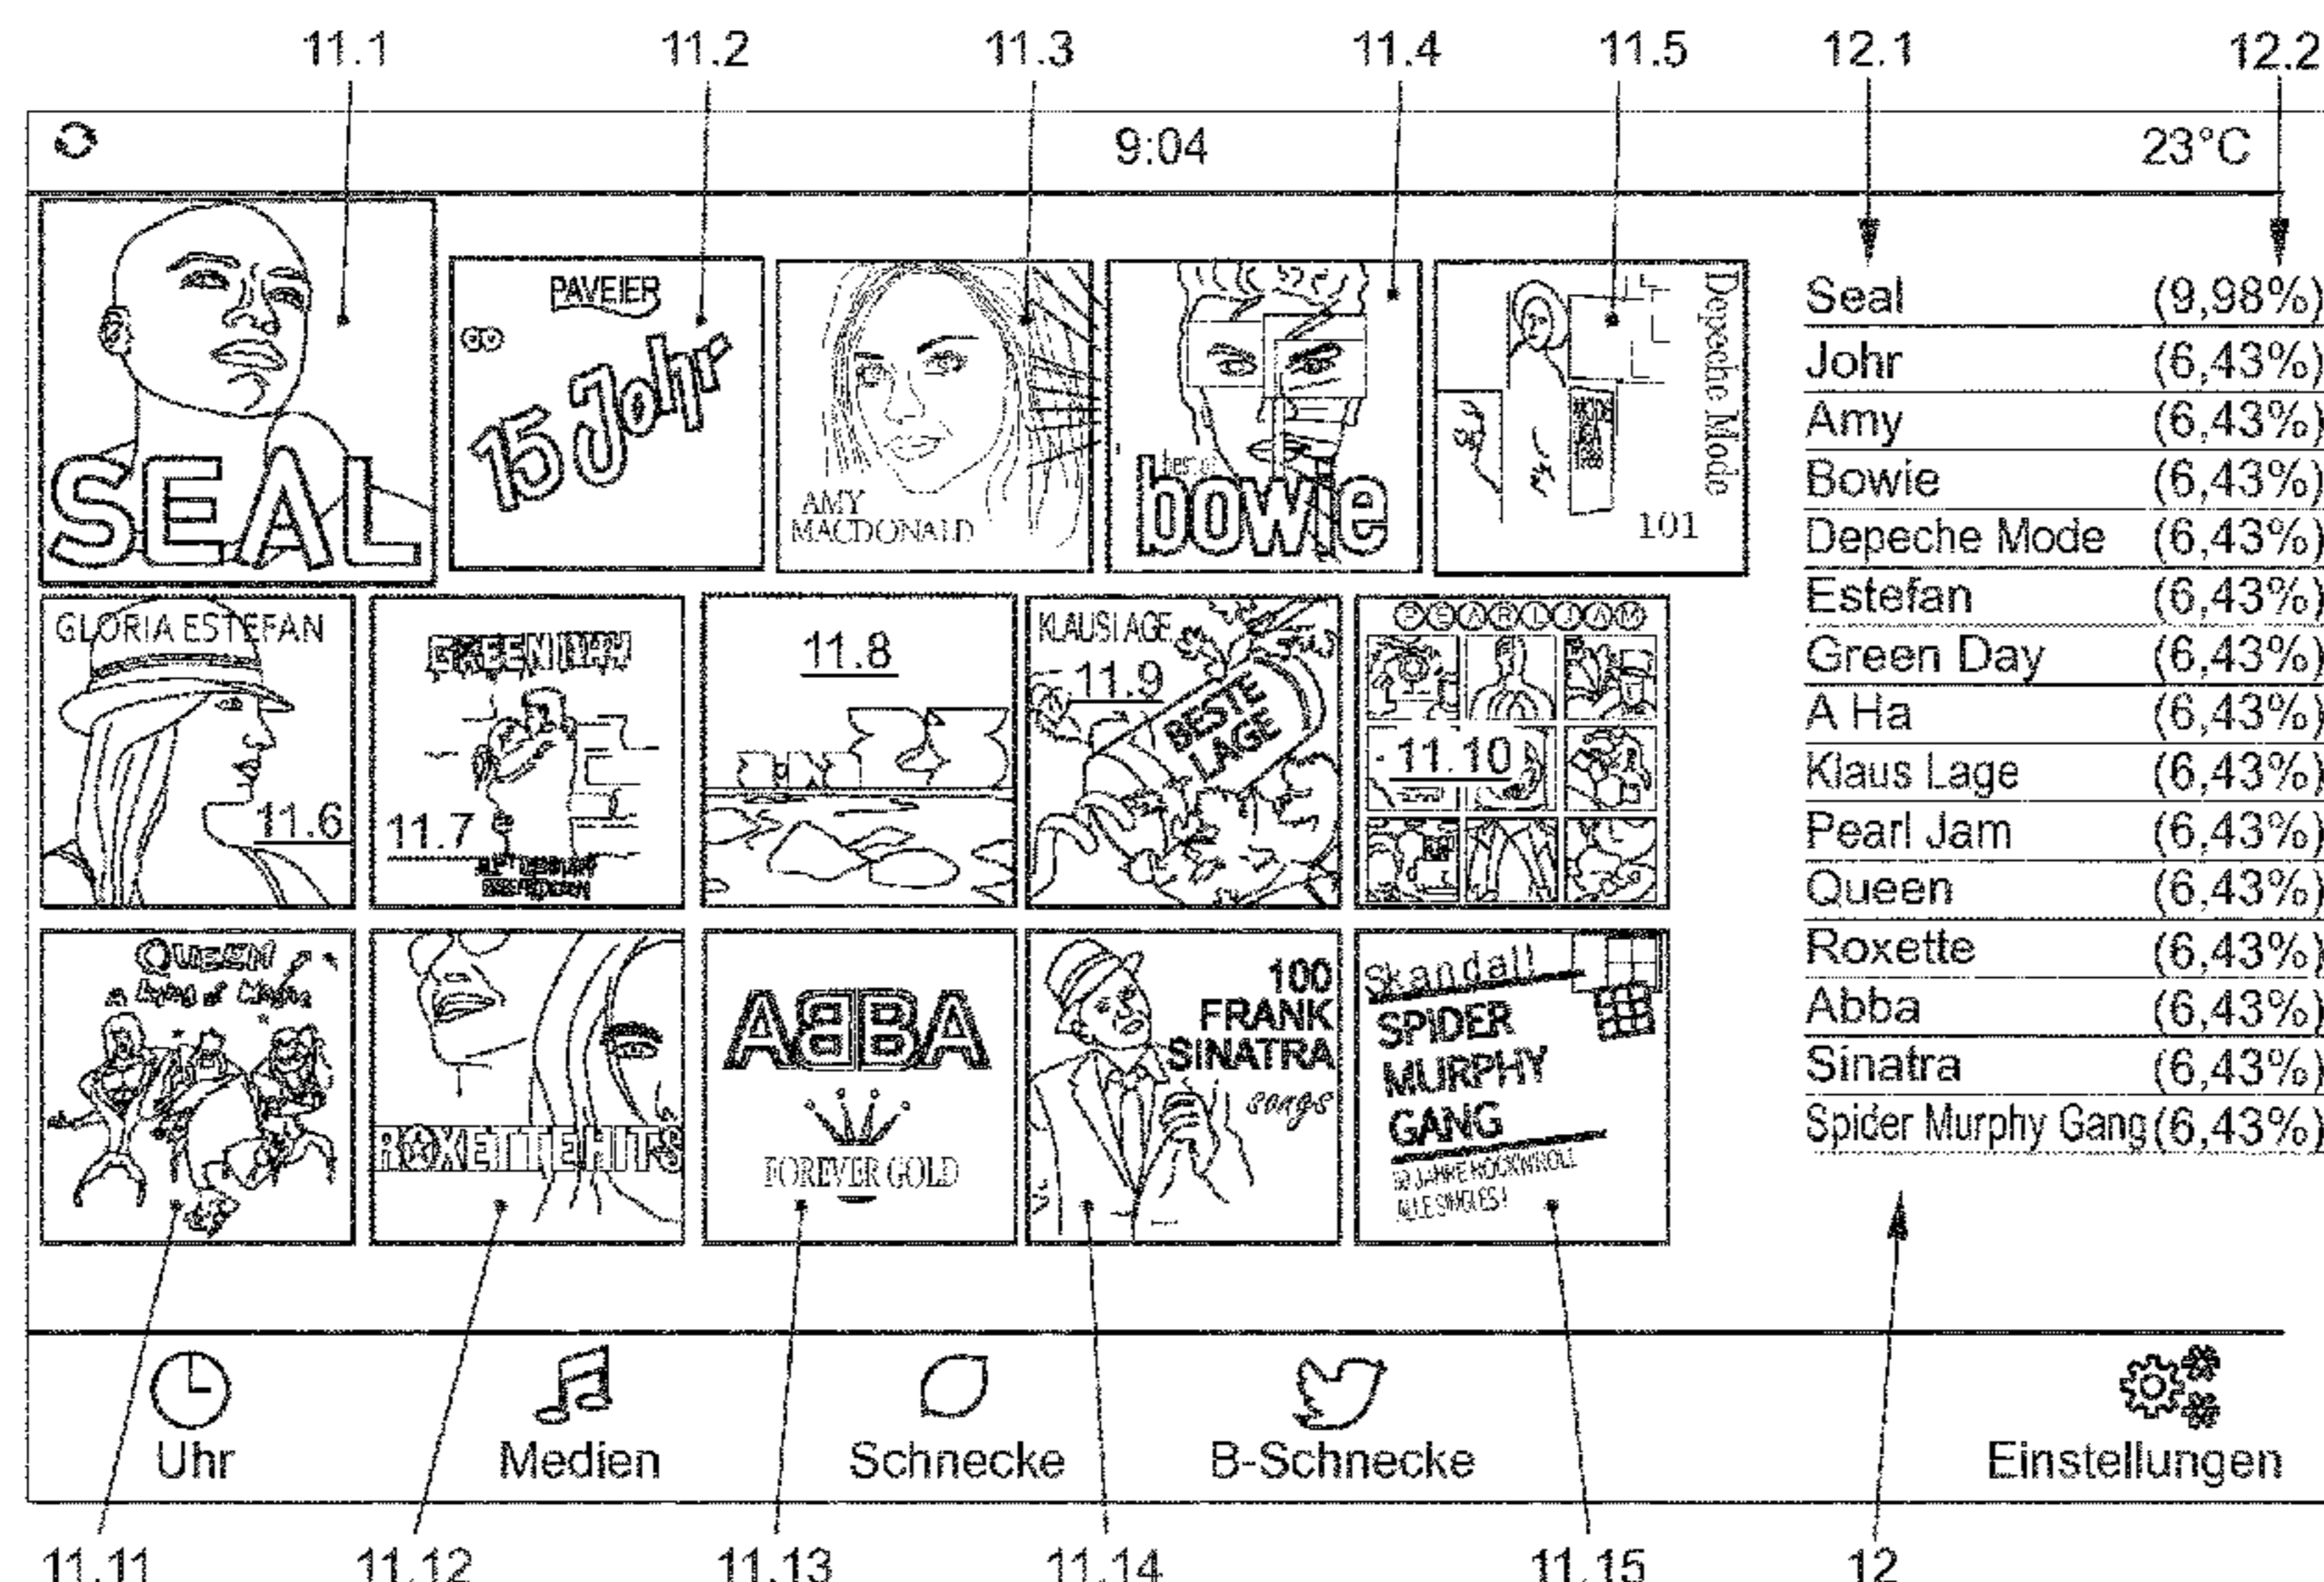 11.1 11.2 11.3 11.4 11.5 12.1 12.2
9:04 23°C
SEAL
PAVEIER
15 Johr
AMY
MACDONALD
best of
bowie
Depeche Mode
101
GLORIA ESTEFAN
11.6
GREEN DAY
11.7
11.8
KLAUS LAGE
11.9
BESTE
LAGE
PEARL JAM
11.10
QUEEN
ROXETTE HITS
ABBA
FOREVER GOLD
100
FRANK
SINATRA
songs
Skandal!
SPIDER
MURPHY
GANG
ALLE SINGLES!
Seal (9,98%)
Johr (6,43%)
Amy (6,43%)
Bowie (6,43%)
Depeche Mode (6,43%)
Estefan (6,43%)
Green Day (6,43%)
A Ha (6,43%)
Klaus Lage (6,43%)
Pearl Jam (6,43%)
Queen (6,43%)
Roxette (6,43%)
Abba (6,43%)
Sinatra (6,43%)
Spider Murphy Gang (6,43%)
Uhr Medien Schnecke B-Schnecke Einstellungen
11.11 11.12 11.13 11.14 11.15 12